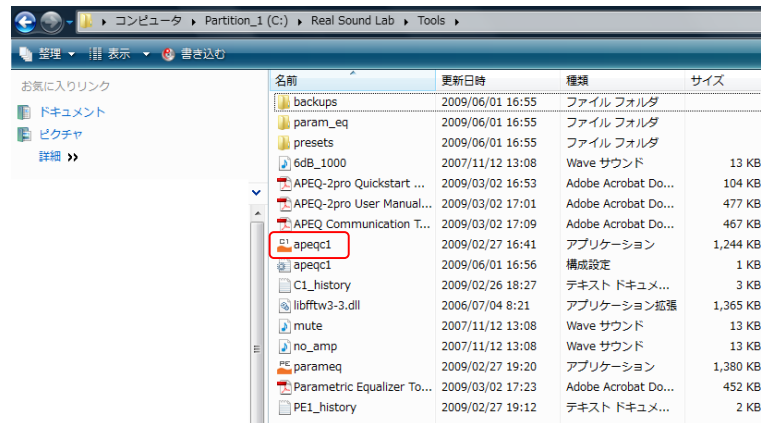 コンピュータ ▸ Partition_1 (C:) ▸ Real Sound Lab ▸ Tools ▸
整理 表示 書き込む
お気に入りリンク
ドキュメント
ピクチャ
詳細 »
名前 更新日時 種類 サイズ
backups 2009/06/01 16:55 ファイル フォルダ
param_eq 2009/06/01 16:55 ファイル フォルダ
presets 2009/06/01 16:55 ファイル フォルダ
6dB_1000 2007/11/12 13:08 Wave サウンド 13 KB
APEQ-2pro Quickstart ... 2009/03/02 16:53 Adobe Acrobat Do... 104 KB
APEQ-2pro User Manual... 2009/03/02 17:01 Adobe Acrobat Do... 477 KB
APEQ Communication T... 2009/03/02 17:09 Adobe Acrobat Do... 467 KB
apeqc1 2009/02/27 16:41 アプリケーション 1,244 KB
apeqc1 2009/06/01 16:56 構成設定 1 KB
C1_history 2009/02/26 18:27 テキスト ドキュメ... 3 KB
libfftw3-3.dll 2006/07/04 8:21 アプリケーション拡張 1,365 KB
mute 2007/11/12 13:08 Wave サウンド 13 KB
no_amp 2007/11/12 13:08 Wave サウンド 13 KB
parameq 2009/02/27 19:20 アプリケーション 1,380 KB
Parametric Equalizer To... 2009/03/02 17:23 Adobe Acrobat Do... 452 KB
PE1_history 2009/02/27 19:12 テキスト ドキュメ... 2 KB